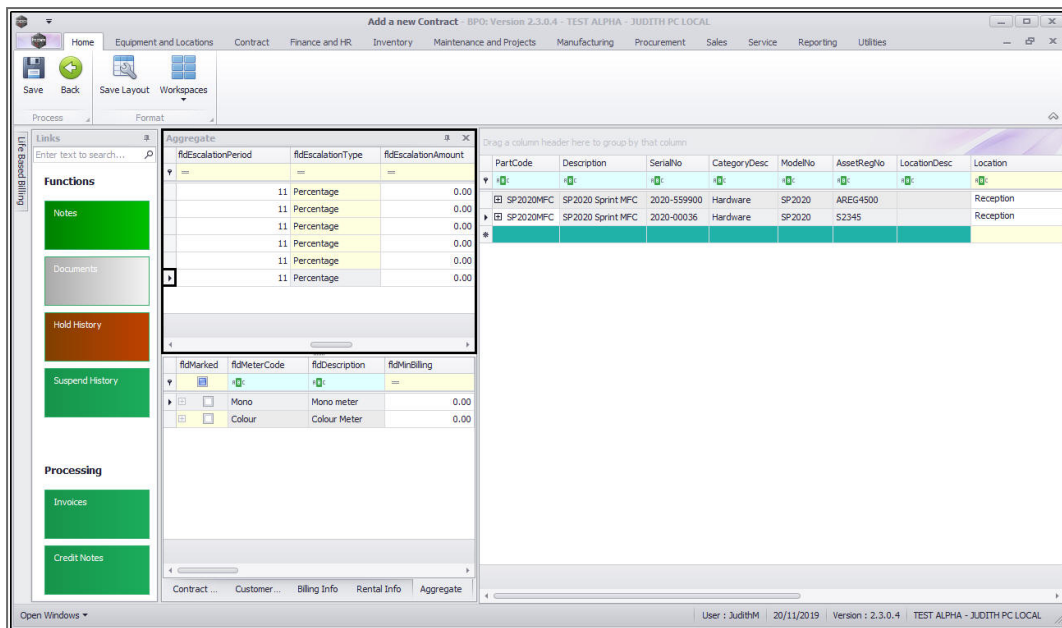 Add a new Contract - BPO: Version 2.3.0.4 - TEST ALPHA - JUDITH PC LOCAL
Home Equipment and Locations Contract Finance and HR Inventory Maintenance and Projects Manufacturing Procurement Sales Service Reporting Utilities
Save Back Save Layout Workspaces
Process Format
Life Based Billing
Links
Enter text to search...
Functions
Notes
Documents
Hold History
Suspend History
Processing
Invoices
Credit Notes
Aggregate
fldEscalationPeriod fldEscalationType fldEscalationAmount
= = =
11 Percentage 0.00
11 Percentage 0.00
11 Percentage 0.00
11 Percentage 0.00
11 Percentage 0.00
11 Percentage 0.00
fldMarked fldMeterCode fldDescription fldMinBilling
=
Mono Mono meter 0.00
Colour Colour Meter 0.00
Contract ... Customer... Billing Info Rental Info Aggregate
Drag a column header here to group by that column
PartCode Description SerialNo CategoryDesc ModelNo AssetRegNo LocationDesc Location
SP2020MFC SP2020 Sprint MFC 2020-559900 Hardware SP2020 AREG4500 Reception
SP2020MFC SP2020 Sprint MFC 2020-00036 Hardware SP2020 S2345 Reception
Open Windows User : JudithM 20/11/2019 Version : 2.3.0.4 TEST ALPHA - JUDITH PC LOCAL